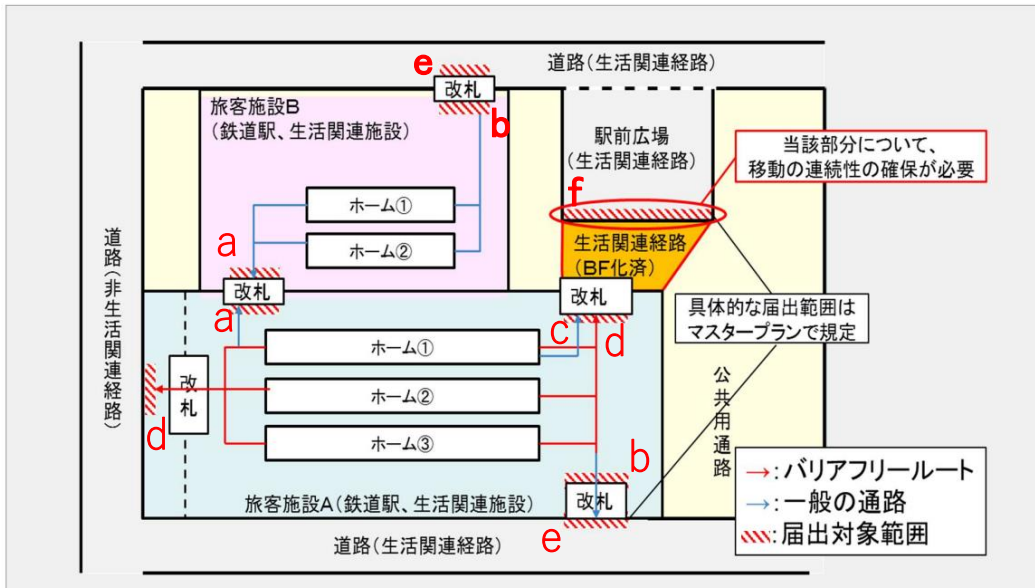 道路(生活関連経路)
e
改札
b
旅客施設B
(鉄道駅、生活関連施設)
駅前広場
(生活関連経路)
当該部分について、
移動の連続性の確保が必要
ホーム①
ホーム②
f
生活関連経路
(BF化済)
道路(非生活関連経路)
a
改札
a
改札
c
d
具体的な届出範囲は
マスタープランで規定
ホーム①
ホーム②
ホーム③
改札
d
公共用通路
b
改札
e
旅客施設A(鉄道駅、生活関連施設)
道路(生活関連経路)
→:バリアフリールート
→:一般の通路
:届出対象範囲